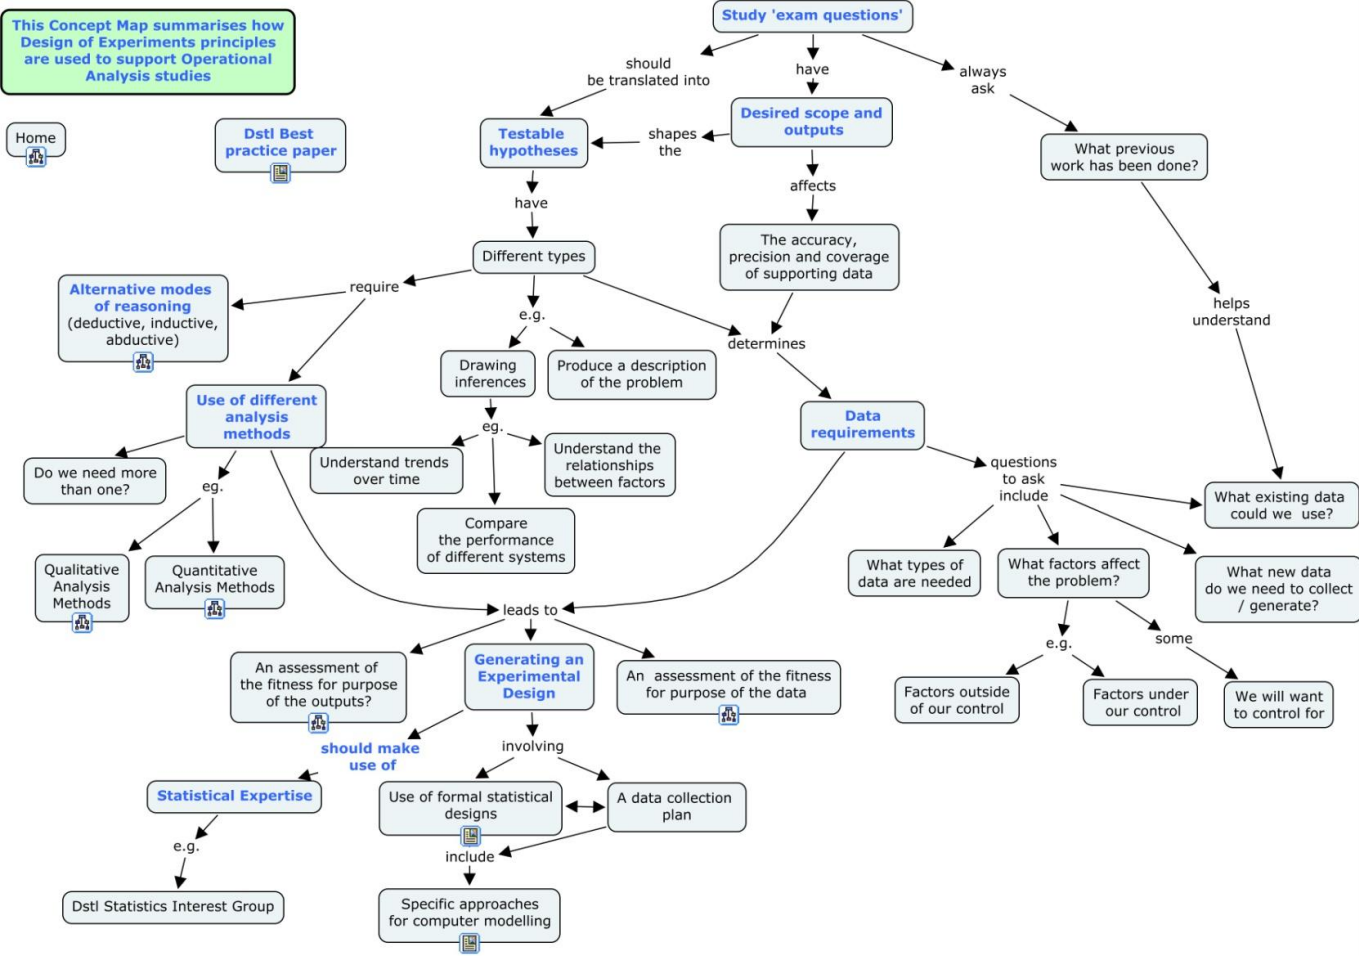 This Concept Map summarises how
Design of Experiments principles
are used to support Operational
Analysis studies
Study 'exam questions'
should
be translated into
have
always
ask
Home
Dstl Best
practice paper
Testable
hypotheses
shapes
the
Desired scope and
outputs
What previous
work has been done?
have
affects
Different types
The accuracy,
precision and coverage
of supporting data
Alternative modes
of reasoning
(deductive, inductive,
abductive)
require
e.g.
determines
helps
understand
Drawing
inferences
Produce a description
of the problem
Use of different
analysis
methods
eg.
Data
requirements
Do we need more
than one?
eg.
Understand trends
over time
Understand the
relationships
between factors
Compare
the performance
of different systems
questions
to ask
include
What existing data
could we use?
Qualitative
Analysis
Methods
Quantitative
Analysis Methods
What types of
data are needed
What factors affect
the problem?
What new data
do we need to collect
/ generate?
leads to
e.g.
some
An assessment of
the fitness for purpose
of the outputs?
Generating an
Experimental
Design
An assessment of the fitness
for purpose of the data
Factors outside
of our control
Factors under
our control
We will want
to control for
should make
use of
involving
Statistical Expertise
Use of formal statistical
designs
A data collection
plan
e.g.
include
Dstl Statistics Interest Group
Specific approaches
for computer modelling